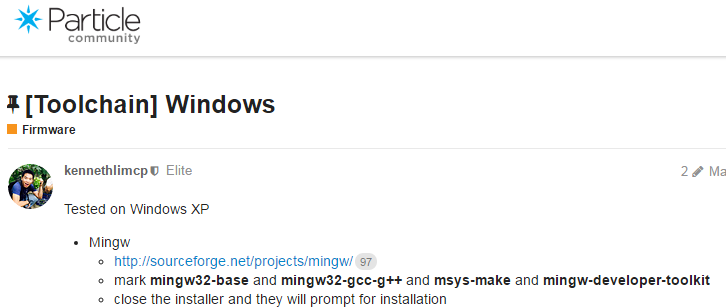 Particle
community
[Toolchain] Windows
Firmware
kennethlimcp Elite 2 Ma
Tested on Windows XP
Mingw
http://sourceforge.net/projects/mingw/ 97
mark mingw32-base and mingw32-gcc-g++ and msys-make and mingw-developer-toolkit
close the installer and they will prompt for installation